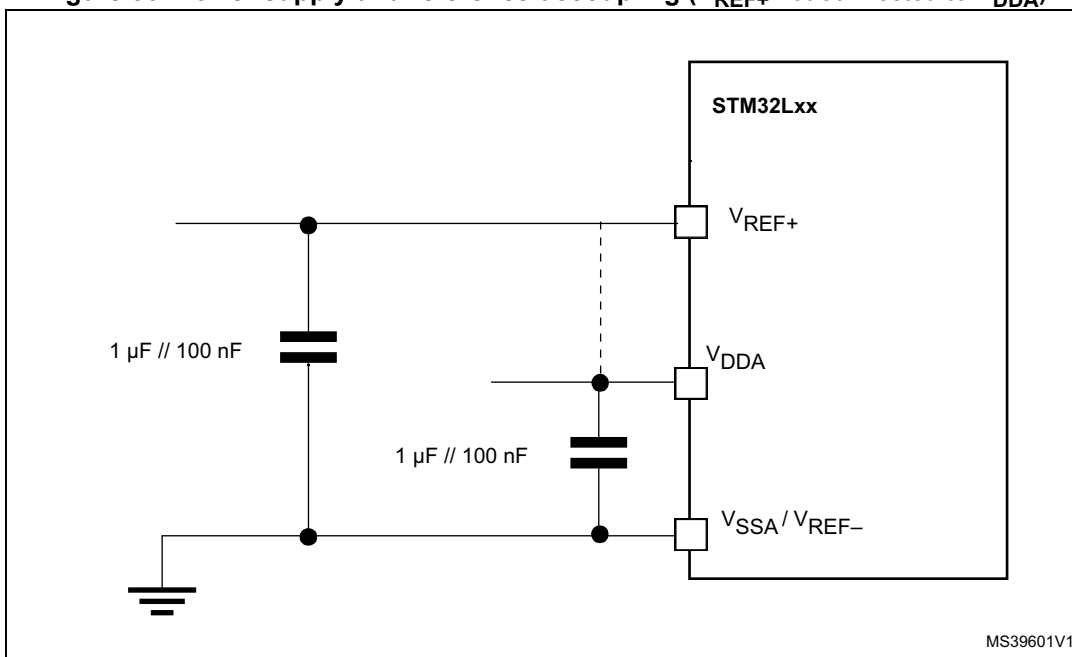 STM32Lxx
VREF+
1 µF // 100 nF
VDDA
1 µF // 100 nF
VSSA / VREF–
MS39601V1